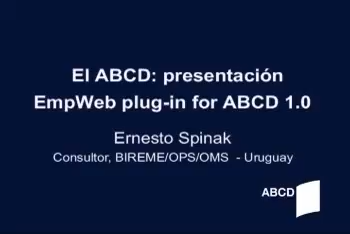 El ABCD: presentación
EmpWeb plug-in for ABCD 1.0
Ernesto Spinak
Consultor, BIREME/OPS/OMS - Uruguay
ABCD